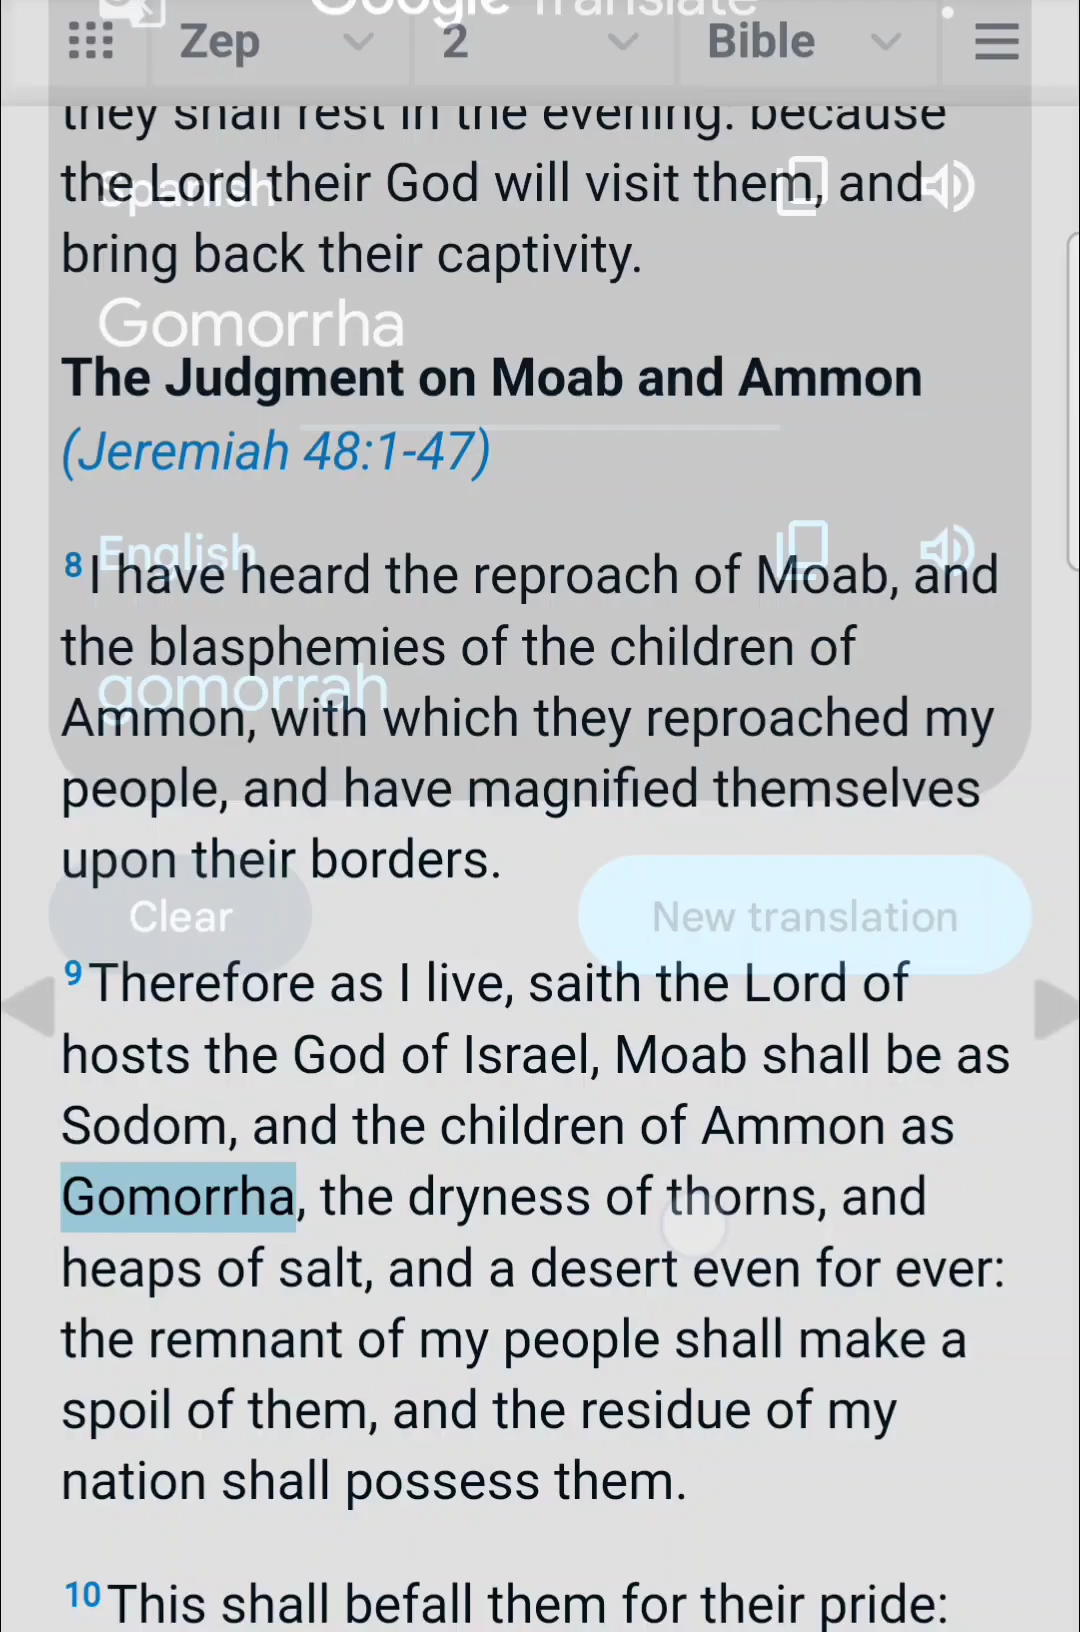 Google Translate
Zep 2 Bible
they shall rest in the evening: because
the Lord their God will visit them, and
Spanish
bring back their captivity.
Gomorrha
The Judgment on Moab and Ammon
(Jeremiah 48:1-47)
English
8 I have heard the reproach of Moab, and
the blasphemies of the children of
gomorrah
Ammon, with which they reproached my
people, and have magnified themselves
upon their borders.
Clear New translation
9 Therefore as I live, saith the Lord of
hosts the God of Israel, Moab shall be as
Sodom, and the children of Ammon as
Gomorrha, the dryness of thorns, and
heaps of salt, and a desert even for ever:
the remnant of my people shall make a
spoil of them, and the residue of my
nation shall possess them.
10 This shall befall them for their pride: